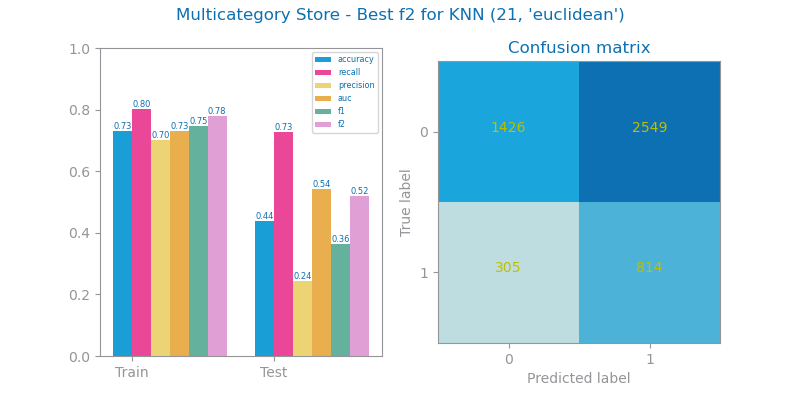 Multicategory Store - Best f2 for KNN (21, 'euclidean')
1.0
0.8
0.6
0.4
0.2
0.0
accuracy
recall
precision
auc
f1
f2
0.73
0.80
0.70
0.73
0.75
0.78
0.44
0.73
0.24
0.54
0.36
0.52
Train
Test
Confusion matrix
True label
0
1
1426
2549
305
814
0
1
Predicted label